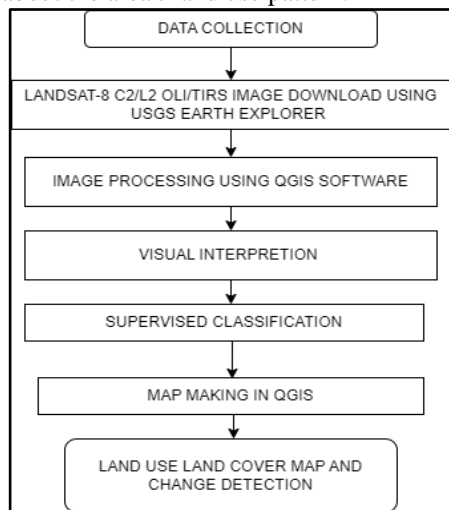 DATA COLLECTION
LANDSAT-8 C2/L2 OLI/TIRS IMAGE DOWNLOAD USING
USGS EARTH EXPLORER
IMAGE PROCESSING USING QGIS SOFTWARE
VISUAL INTERPRETION
SUPERVISED CLASSIFICATION
MAP MAKING IN QGIS
LAND USE LAND COVER MAP AND
CHANGE DETECTION